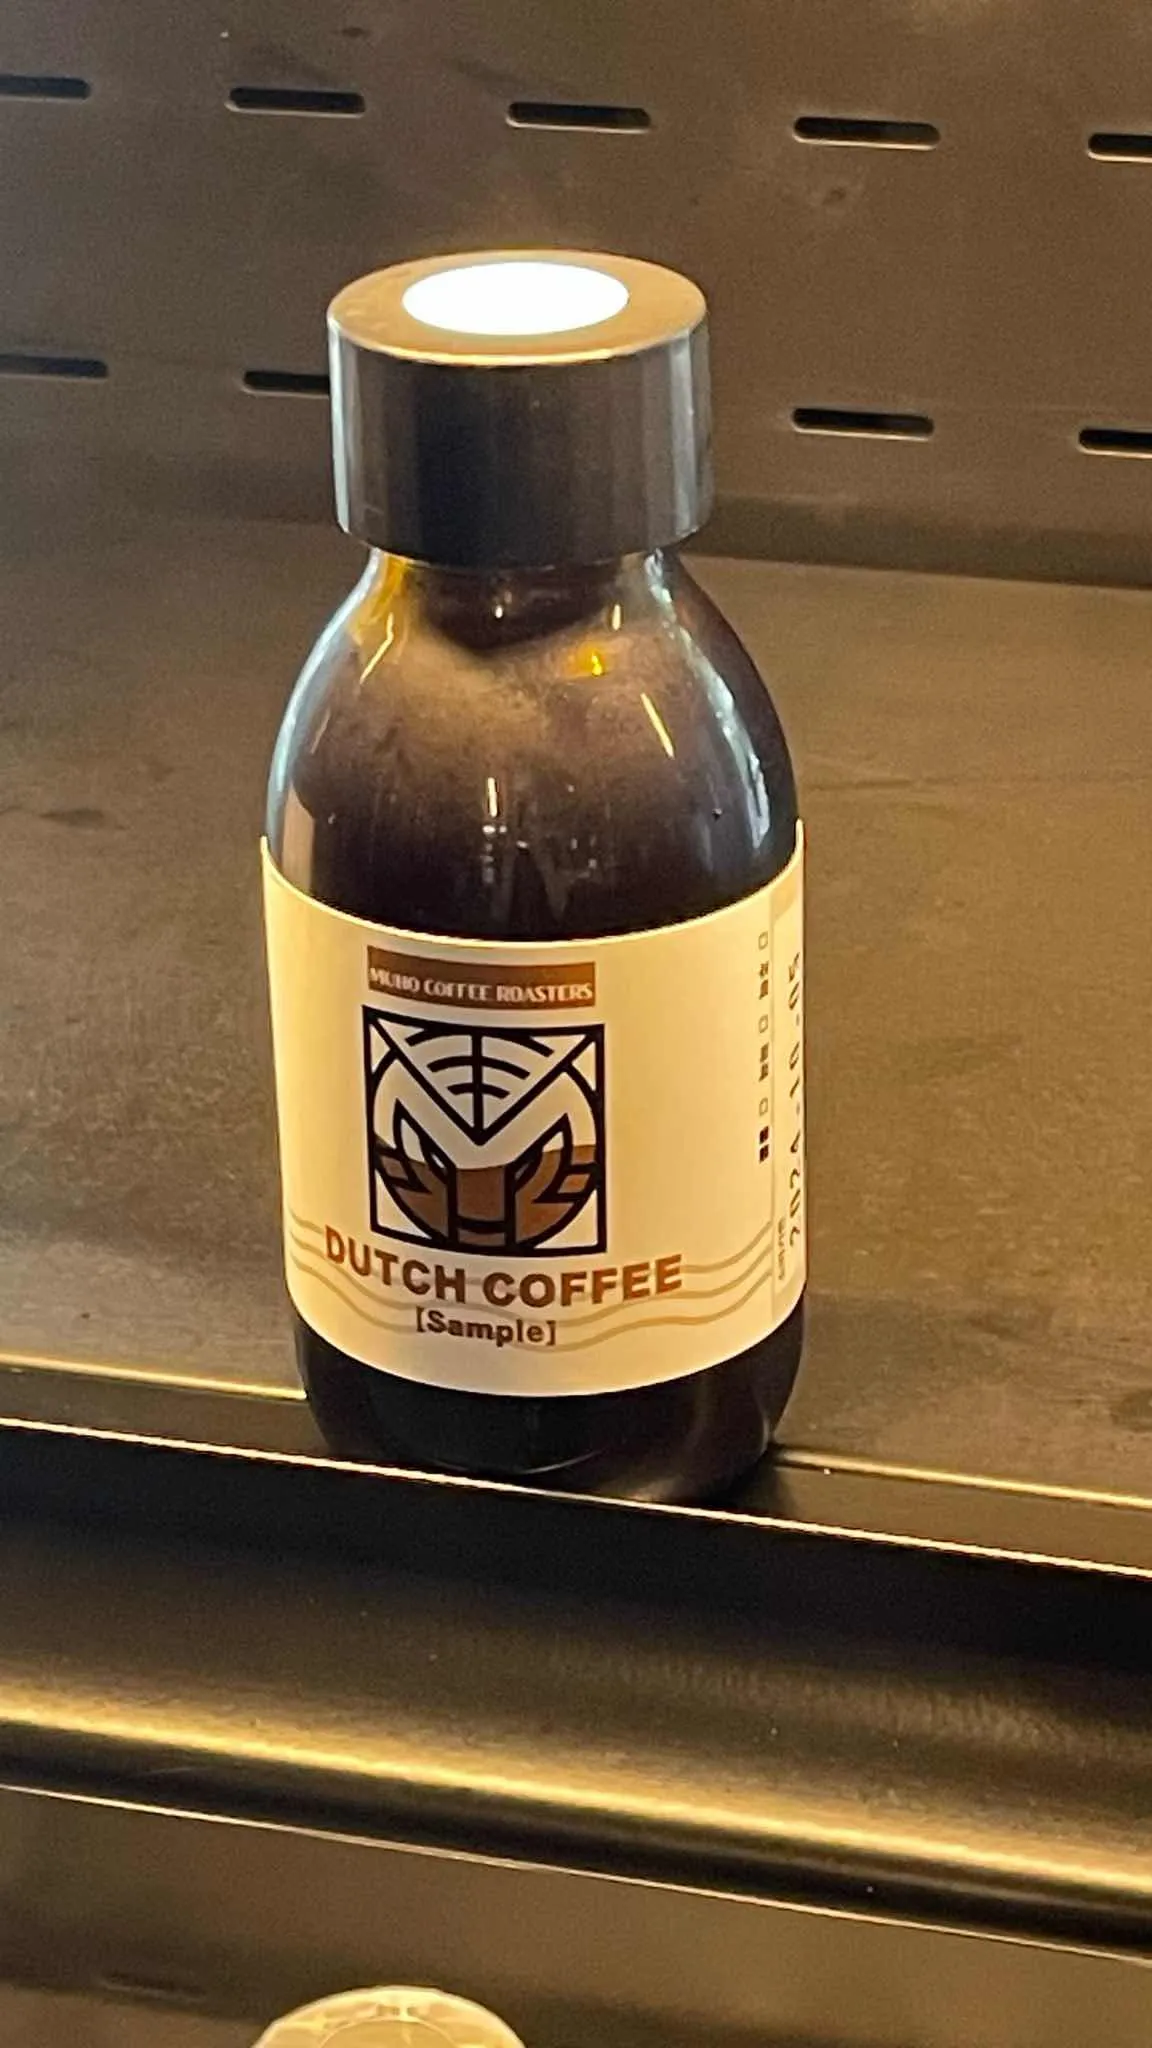 MUHO COFFEE ROASTERS
DUTCH COFFEE
[Sample]
2024-10-05